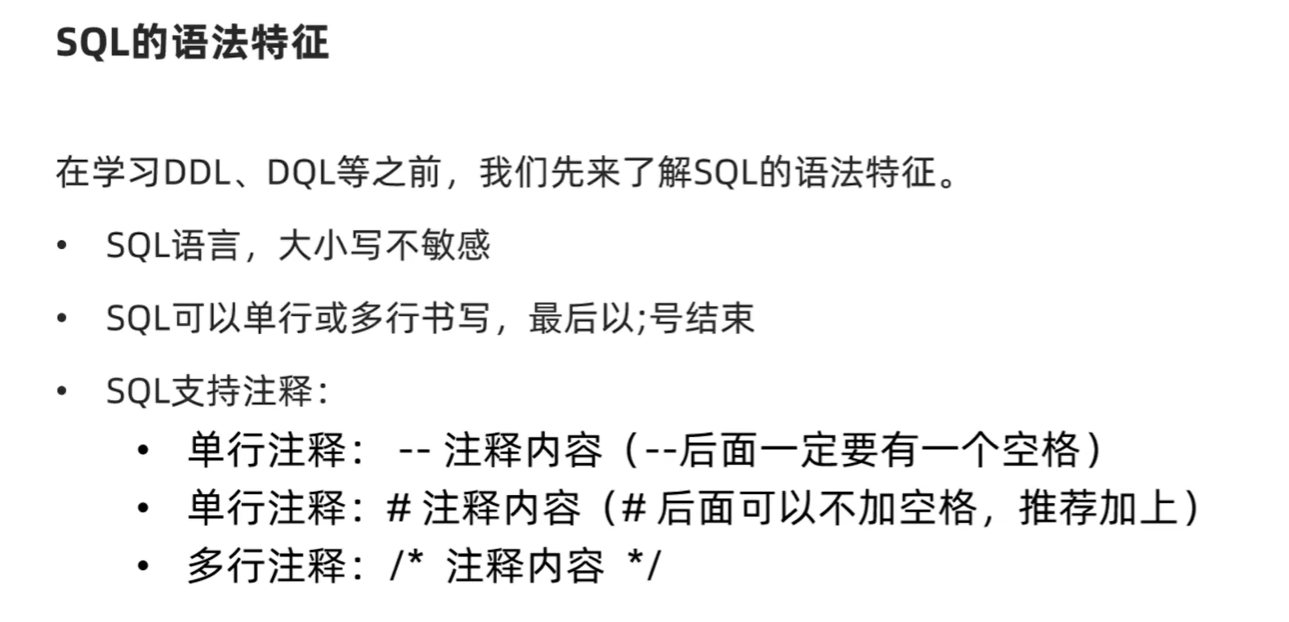 SQL的语法特征
在学习DDL、DQL等之前，我们先来了解SQL的语法特征。
• SQL语言，大小写不敏感
• SQL可以单行或多行书写，最后以;号结束
• SQL支持注释：
• 单行注释： -- 注释内容（--后面一定要有一个空格）
• 单行注释：# 注释内容（# 后面可以不加空格，推荐加上）
• 多行注释：/* 注释内容 */